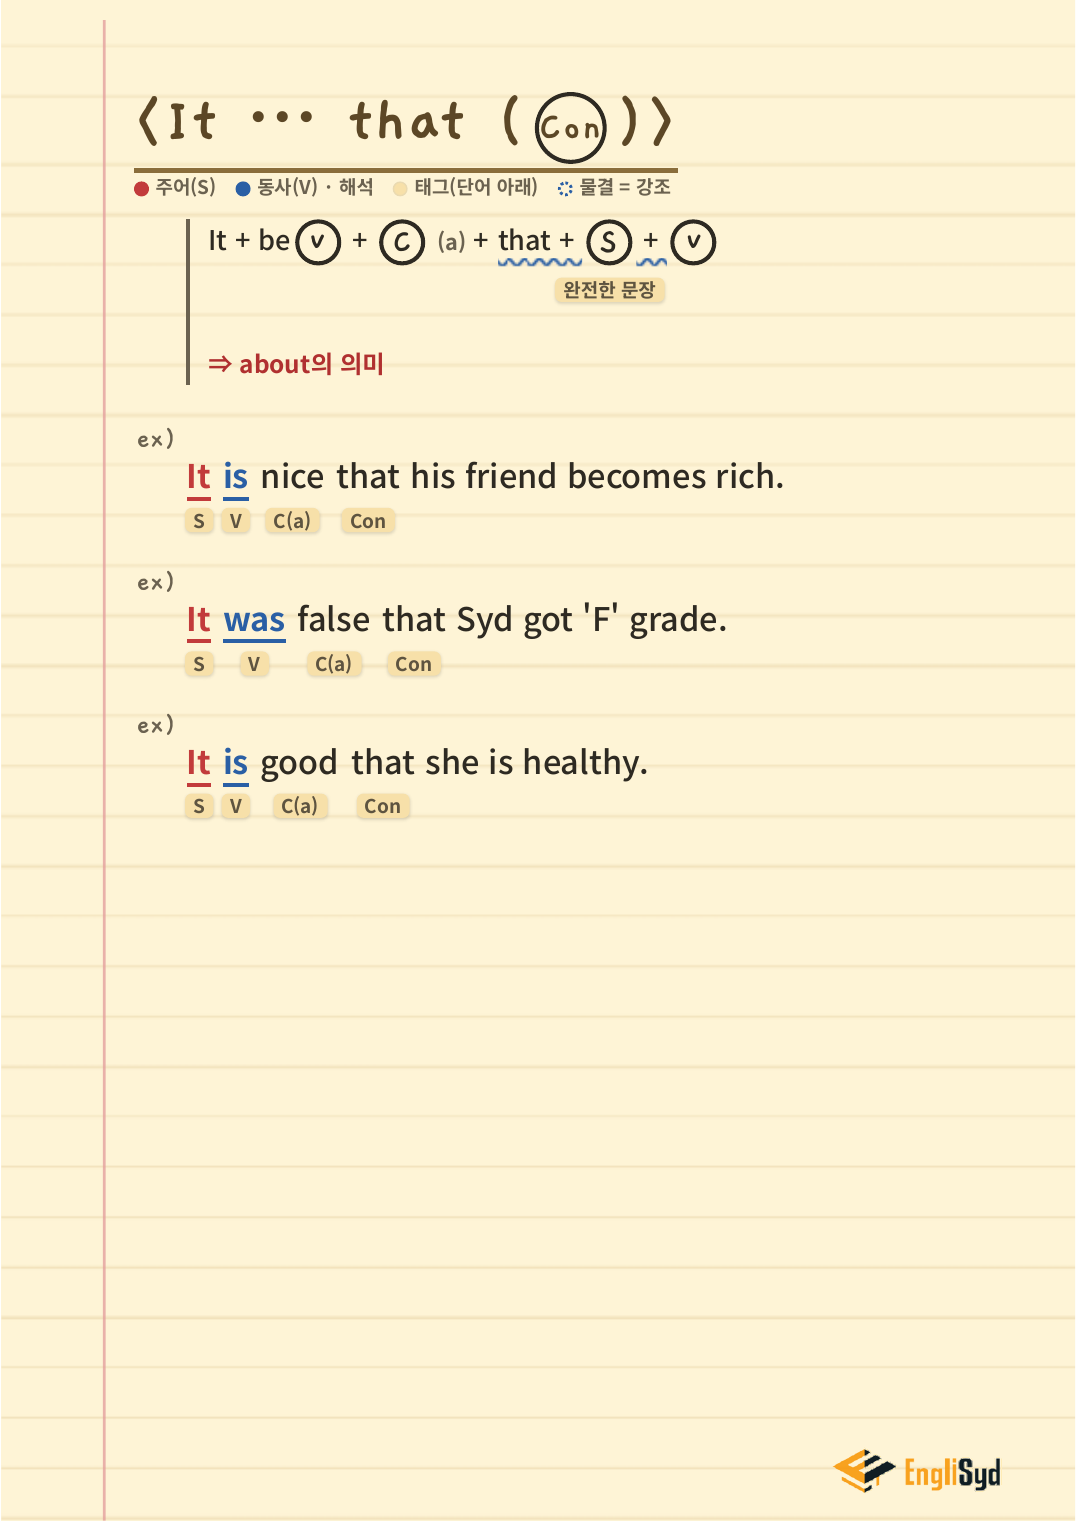 〈It ··· that (Con)〉
주어(S) 동사(V) · 해석 태그(단어 아래) 물결 = 강조
It + be V + C (a) + that + S + V
완전한 문장
⇒ about의 의미
ex)
It is nice that his friend becomes rich.
S V C(a) Con
ex)
It was false that Syd got 'F' grade.
S V C(a) Con
ex)
It is good that she is healthy.
S V C(a) Con
EngliSyd